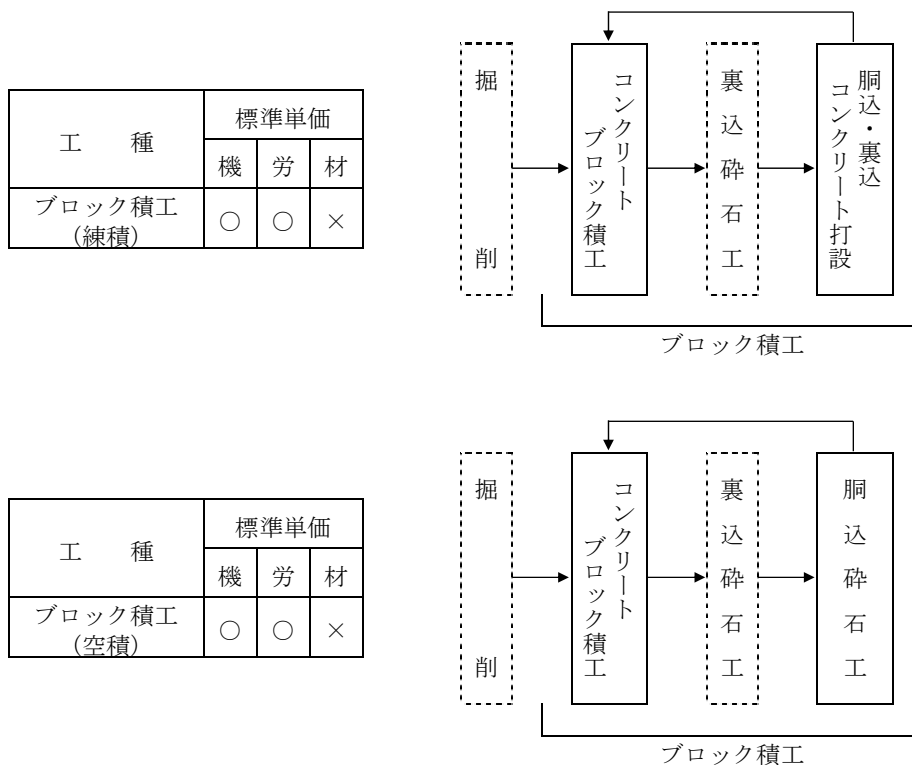 工　種
標準単価
機
労
材
ブロック積工
(練積)
○
○
×
掘削
コンクリート
ブロック積工
裏込砕石工
胴込・裏込
コンクリート打設
ブロック積工
工　種
標準単価
機
労
材
ブロック積工
(空積)
○
○
×
掘削
コンクリート
ブロック積工
裏込砕石工
胴込砕石工
ブロック積工